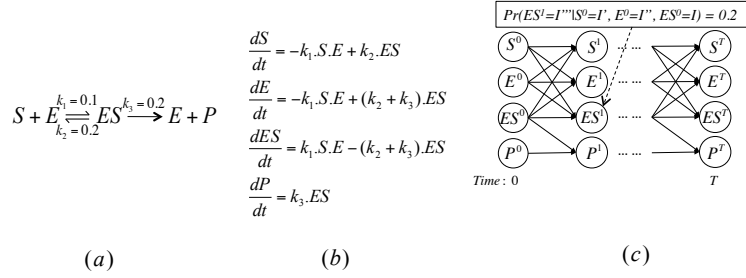 Pr(ES¹=I'''|S⁰=I', E⁰=I'', ES⁰=I) = 0.2
k₁ = 0.1
S + E ⇌ ES k₃ = 0.2 → E + P
k₂ = 0.2
dS/dt = −k₁.S.E + k₂.ES
dE/dt = −k₁.S.E + (k₂ + k₃).ES
dES/dt = k₁.S.E − (k₂ + k₃).ES
dP/dt = k₃.ES
S⁰ S¹ ... ... Sᵀ
E⁰ E¹ ... ... Eᵀ
ES⁰ ES¹ ... ... ESᵀ
P⁰ P¹ ... ... Pᵀ
Time : 0 T
(a) (b) (c)